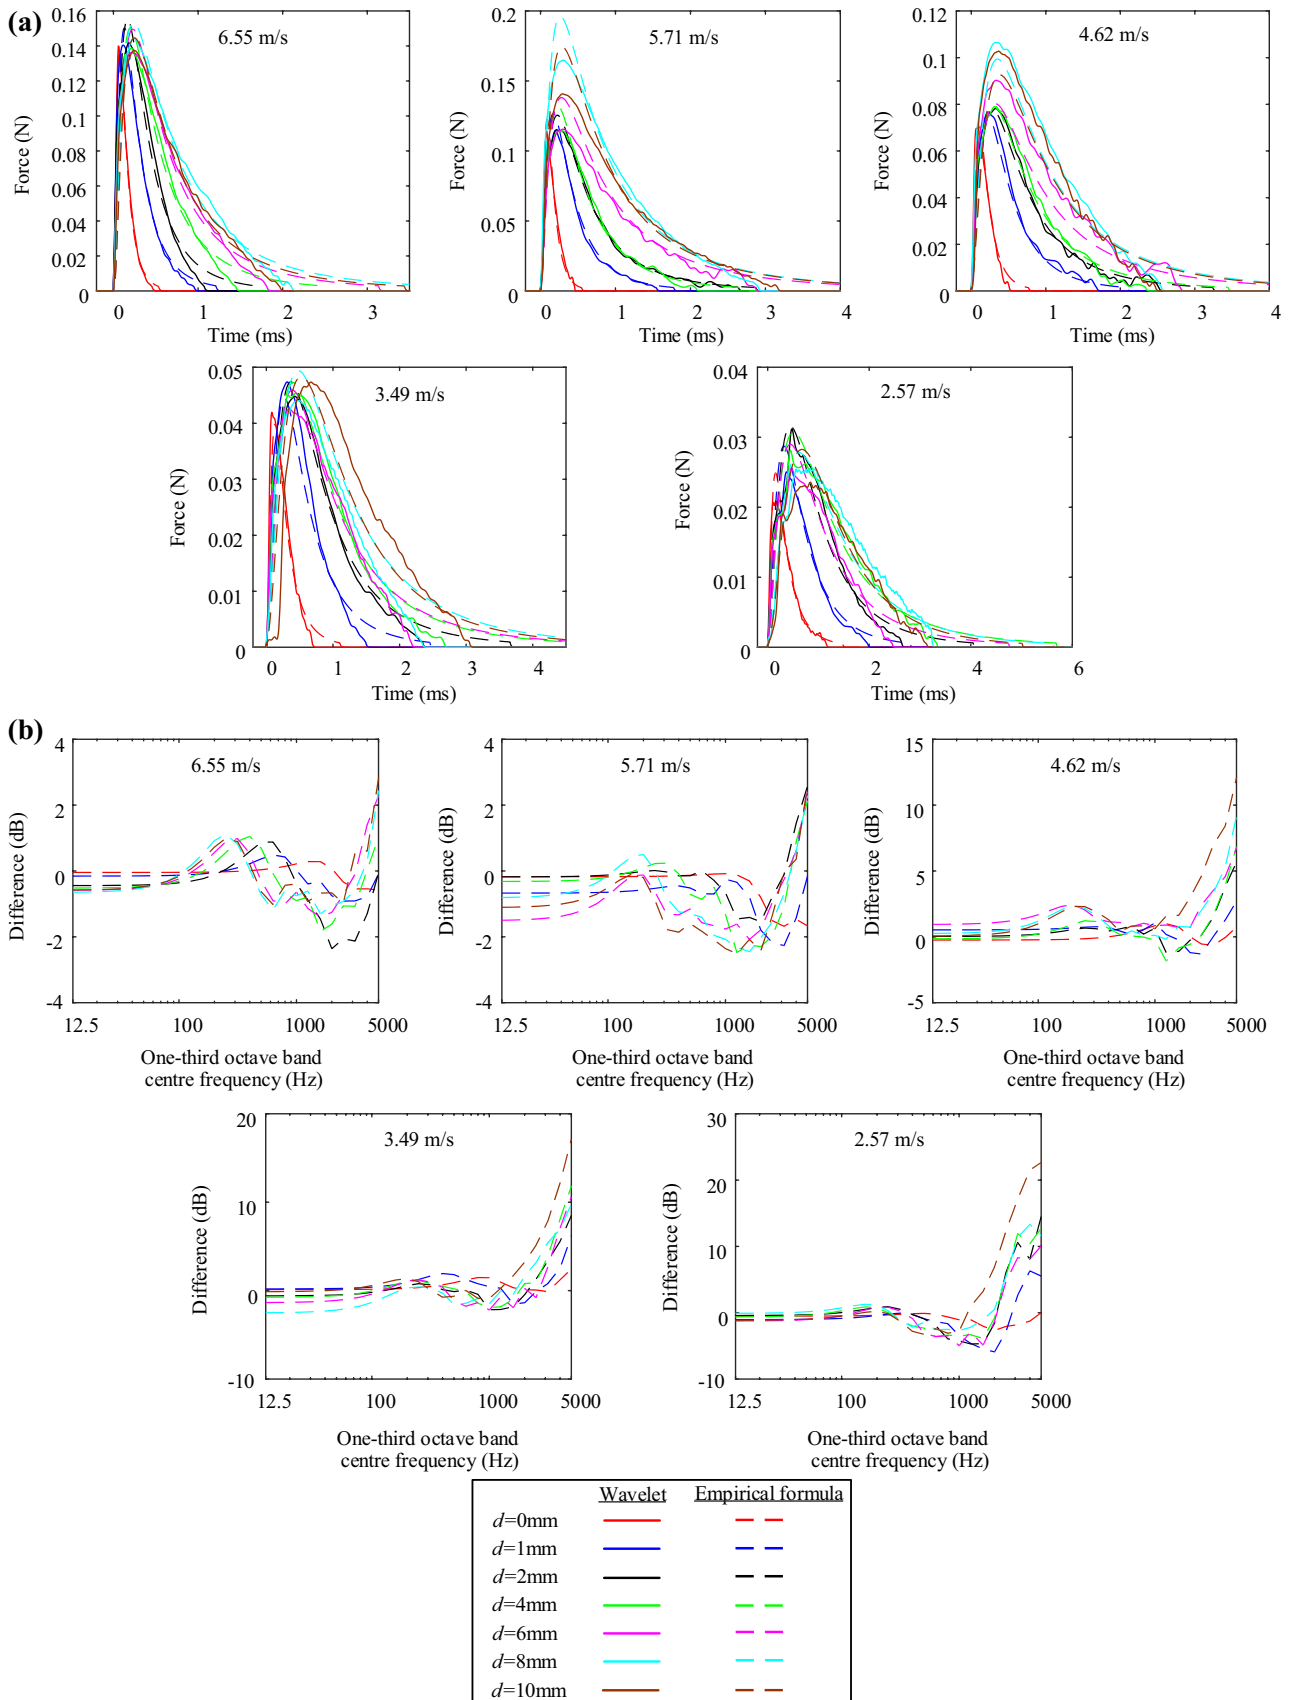 (a)
6.55 m/s
Force (N)
0.16
0.14
0.12
0.1
0.08
0.06
0.04
0.02
0
0 1 2 3
Time (ms)
5.71 m/s
Force (N)
0.2
0.15
0.1
0.05
0
0 1 2 3 4
Time (ms)
4.62 m/s
Force (N)
0.12
0.1
0.08
0.06
0.04
0.02
0
0 1 2 3 4
Time (ms)
3.49 m/s
Force (N)
0.05
0.04
0.03
0.02
0.01
0
0 1 2 3 4
Time (ms)
2.57 m/s
Force (N)
0.04
0.03
0.02
0.01
0
0 2 4 6
Time (ms)
(b)
6.55 m/s
Difference (dB)
4
2
0
-2
-4
12.5 100 1000 5000
One-third octave band
centre frequency (Hz)
5.71 m/s
Difference (dB)
4
2
0
-2
-4
12.5 100 1000 5000
One-third octave band
centre frequency (Hz)
4.62 m/s
Difference (dB)
15
10
5
0
-5
12.5 100 1000 5000
One-third octave band
centre frequency (Hz)
3.49 m/s
Difference (dB)
20
10
0
-10
12.5 100 1000 5000
One-third octave band
centre frequency (Hz)
2.57 m/s
Difference (dB)
30
20
10
0
-10
12.5 100 1000 5000
One-third octave band
centre frequency (Hz)
Wavelet Empirical formula
d=0mm
d=1mm
d=2mm
d=4mm
d=6mm
d=8mm
d=10mm